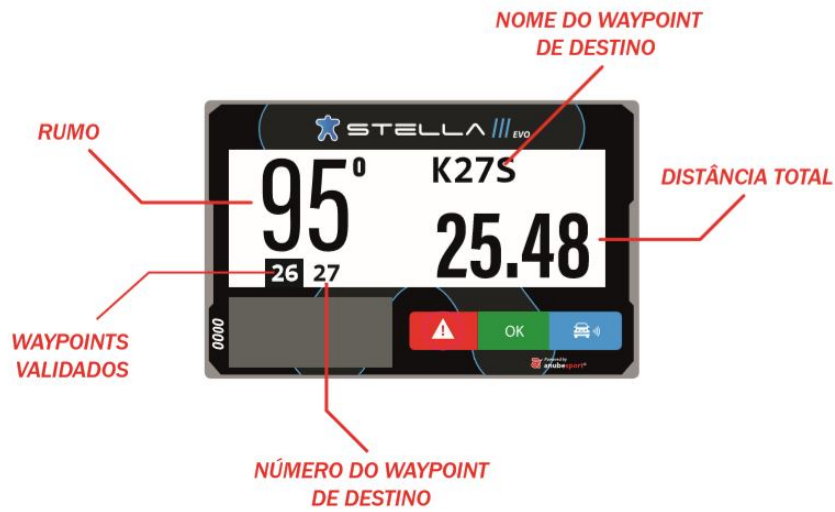 NOME DO WAYPOINT
DE DESTINO
RUMO
STELLA III EVO
95°
K27S
DISTÂNCIA TOTAL
25.48
26 27
WAYPOINTS
VALIDADOS
0000
OK
Powered by
anubesport®
NÚMERO DO WAYPOINT
DE DESTINO